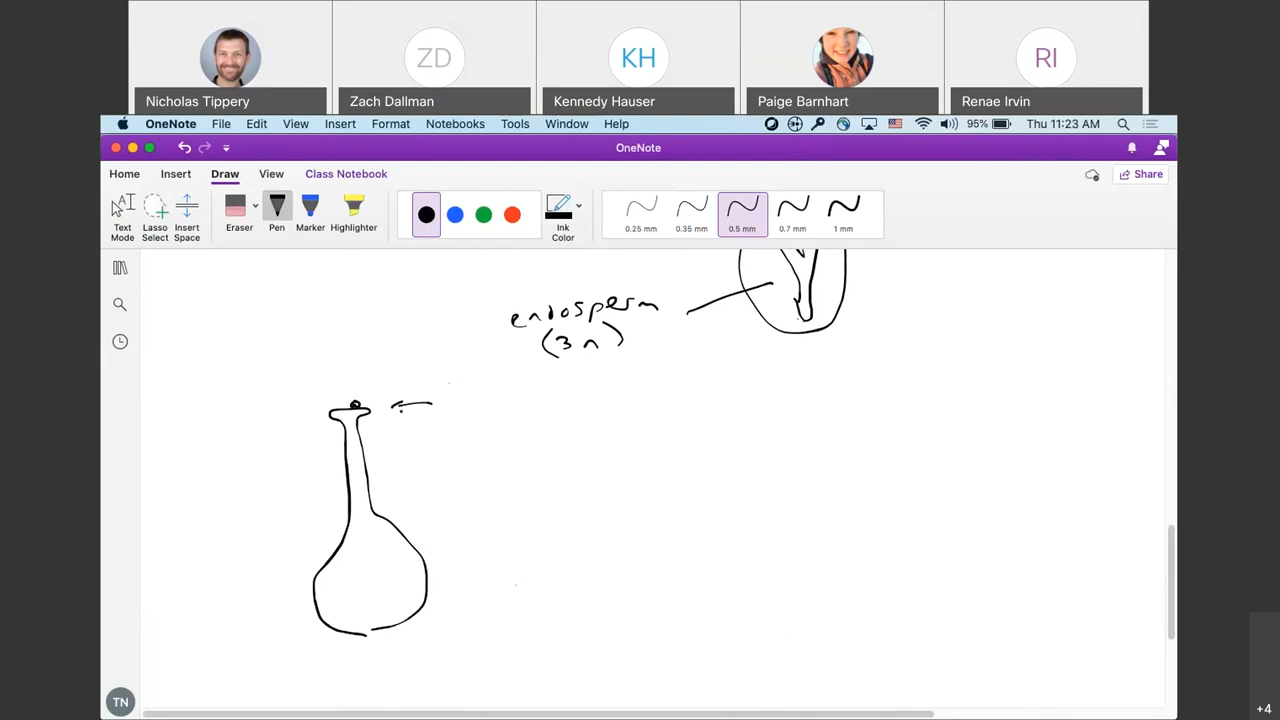 ZD
KH
RI
Nicholas Tippery
Zach Dallman
Kennedy Hauser
Paige Barnhart
Renae Irvin
OneNote File Edit View Insert Format Notebooks Tools Window Help
95% Thu 11:23 AM
OneNote
Home Insert Draw View Class Notebook
Share
Text Mode
Lasso Select
Insert Space
Eraser
Pen
Marker
Highlighter
Ink Color
0.25 mm
0.35 mm
0.5 mm
0.7 mm
1 mm
endosperm
(3n)
TN
+4